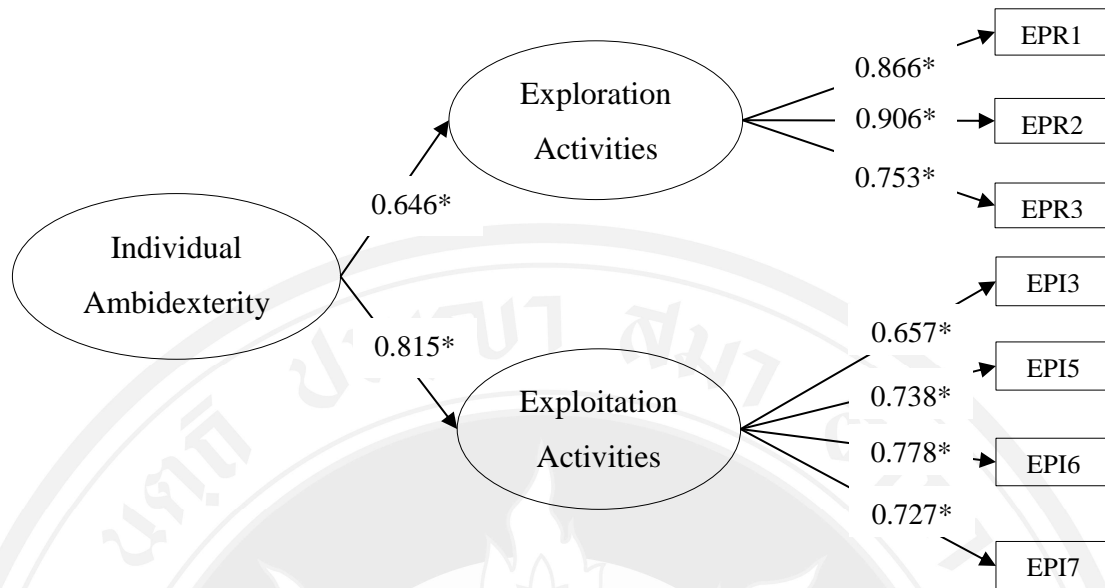 EPR1
0.866*
Exploration
Activities
0.906*
EPR2
0.753*
EPR3
0.646*
Individual
Ambidexterity
EPI3
0.657*
0.815*
EPI5
Exploitation
Activities
0.738*
0.778*
EPI6
0.727*
EPI7